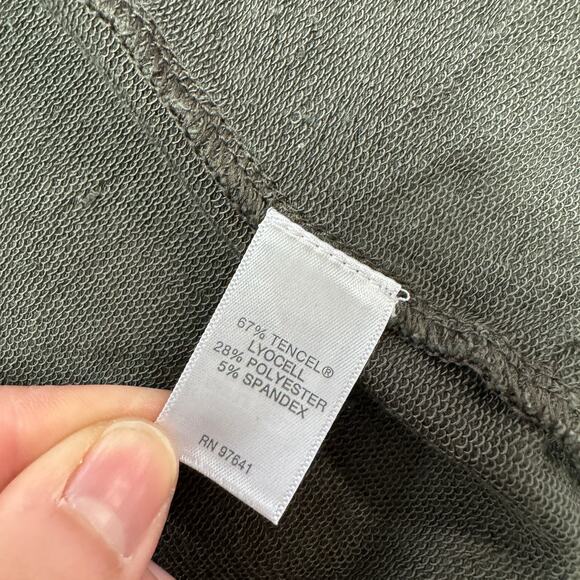 67% TENCEL®
LYOCELL
28% POLYESTER
5% SPANDEX
RN 97641